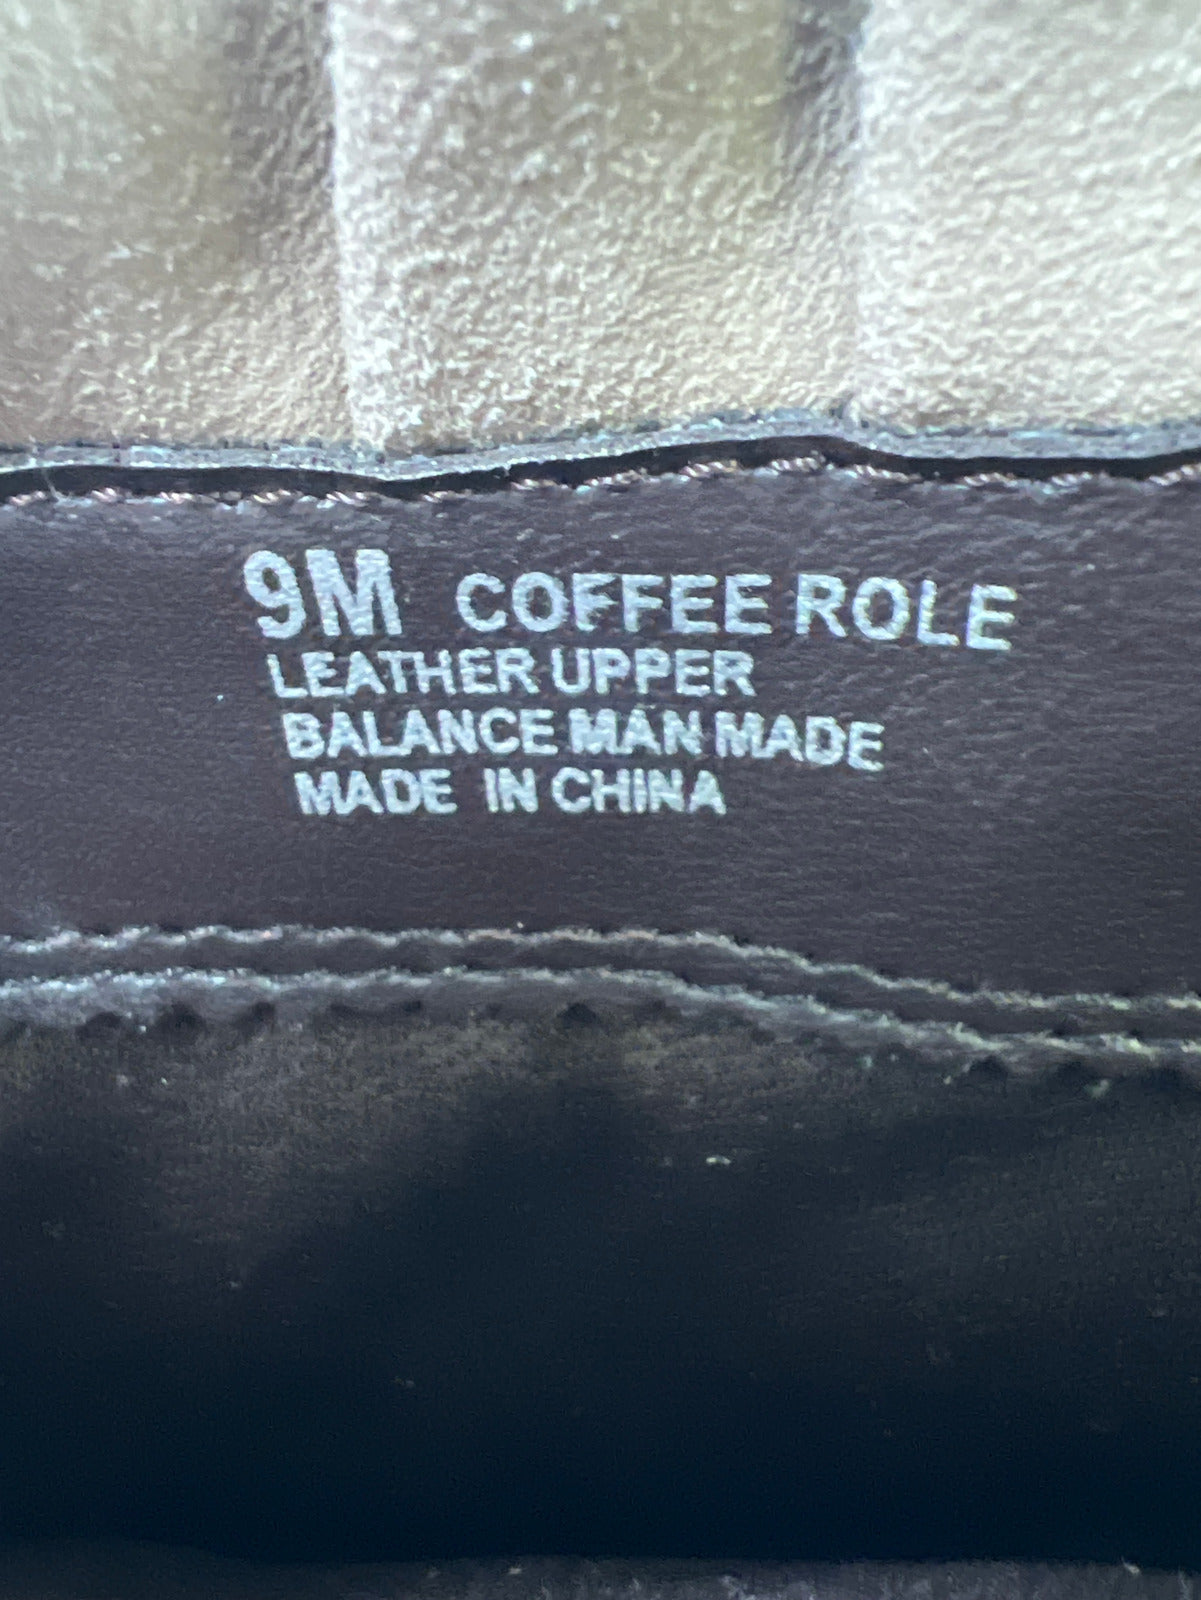 9M COFFEE ROLE
LEATHER UPPER
BALANCE MAN MADE
MADE IN CHINA